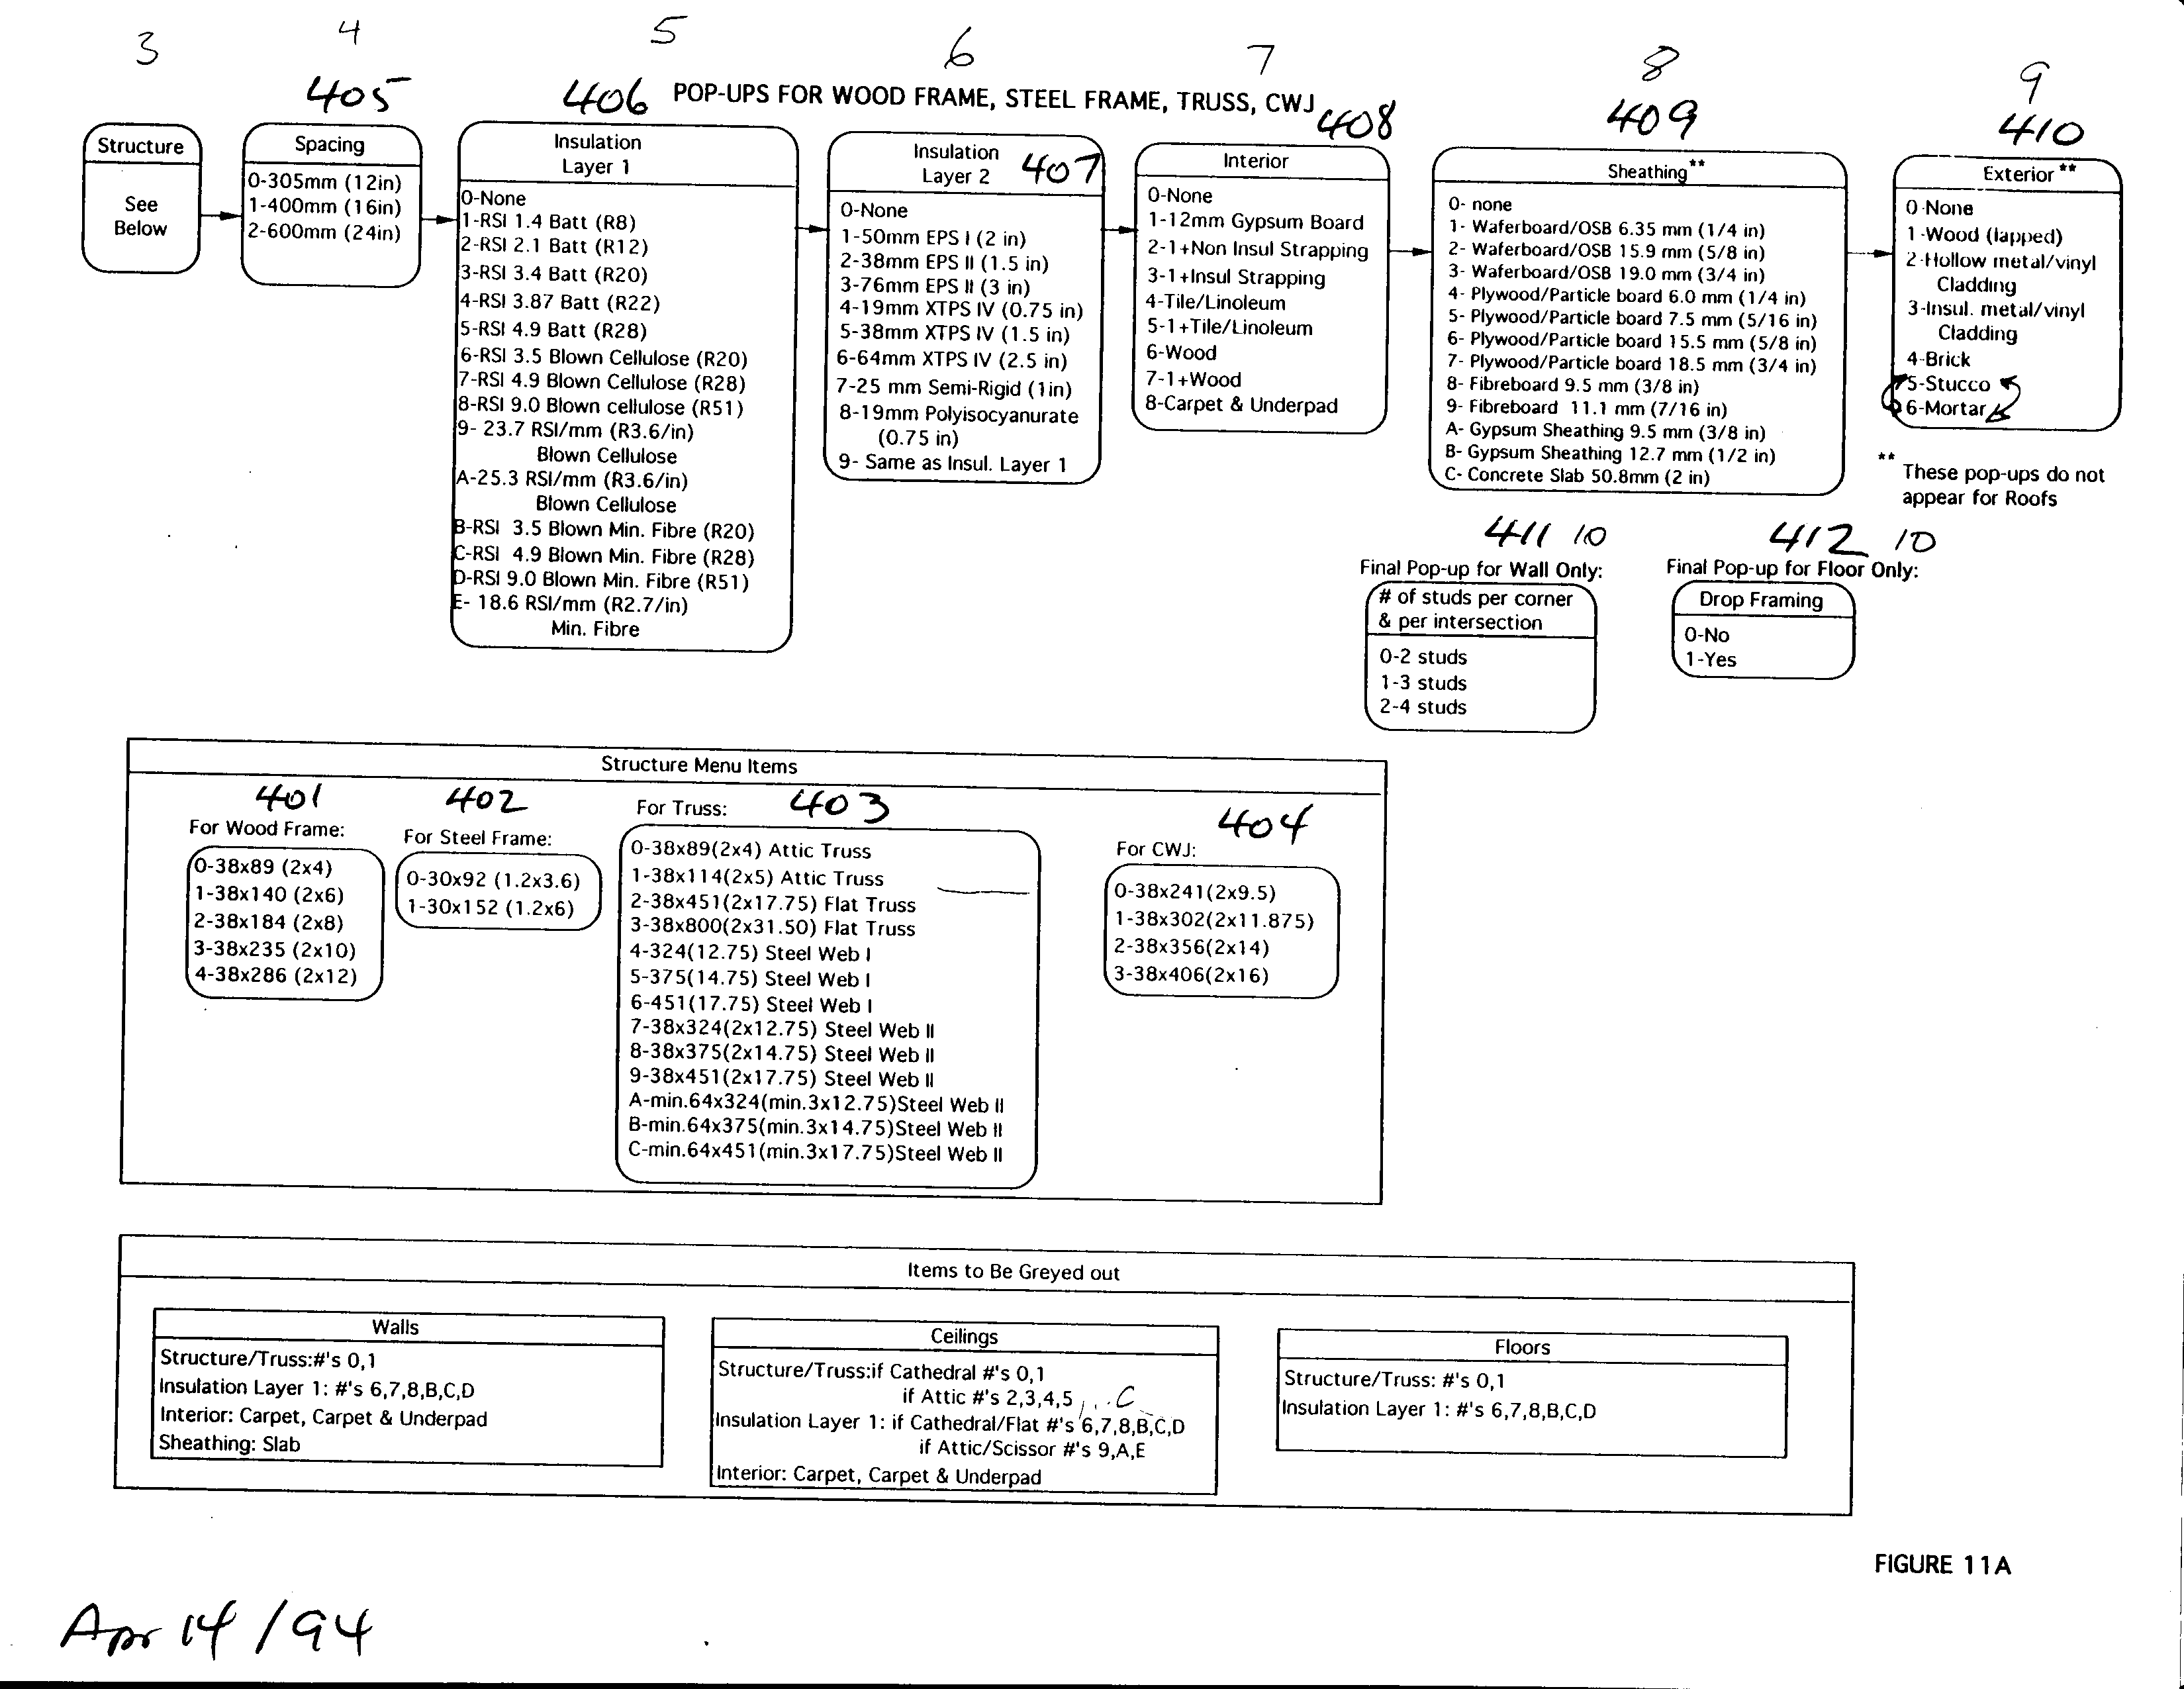 3 4 5 6 7 8 9
405 406 POP-UPS FOR WOOD FRAME, STEEL FRAME, TRUSS, CWJ 408 409 410
Structure
See
Below
Spacing
0-305mm (12in)
1-400mm (16in)
2-600mm (24in)
Insulation
Layer 1
0-None
1-RSI 1.4 Batt (R8)
2-RSI 2.1 Batt (R12)
3-RSI 3.4 Batt (R20)
4-RSI 3.87 Batt (R22)
5-RSI 4.9 Batt (R28)
6-RSI 3.5 Blown Cellulose (R20)
7-RSI 4.9 Blown Cellulose (R28)
8-RSI 9.0 Blown cellulose (R51)
9- 23.7 RSI/mm (R3.6/in)
Blown Cellulose
A-25.3 RSI/mm (R3.6/in)
Blown Cellulose
B-RSI 3.5 Blown Min. Fibre (R20)
C-RSI 4.9 Blown Min. Fibre (R28)
D-RSI 9.0 Blown Min. Fibre (R51)
E- 18.6 RSI/mm (R2.7/in)
Min. Fibre
Insulation
Layer 2 407
0-None
1-50mm EPS I (2 in)
2-38mm EPS II (1.5 in)
3-76mm EPS II (3 in)
4-19mm XTPS IV (0.75 in)
5-38mm XTPS IV (1.5 in)
6-64mm XTPS IV (2.5 in)
7-25 mm Semi-Rigid (1in)
8-19mm Polyisocyanurate
(0.75 in)
9- Same as Insul. Layer 1
Interior
0-None
1-12mm Gypsum Board
2-1+Non Insul Strapping
3-1+Insul Strapping
4-Tile/Linoleum
5-1+Tile/Linoleum
6-Wood
7-1+Wood
8-Carpet & Underpad
Sheathing**
0- none
1- Waferboard/OSB 6.35 mm (1/4 in)
2- Waferboard/OSB 15.9 mm (5/8 in)
3- Waferboard/OSB 19.0 mm (3/4 in)
4- Plywood/Particle board 6.0 mm (1/4 in)
5- Plywood/Particle board 7.5 mm (5/16 in)
6- Plywood/Particle board 15.5 mm (5/8 in)
7- Plywood/Particle board 18.5 mm (3/4 in)
8- Fibreboard 9.5 mm (3/8 in)
9- Fibreboard 11.1 mm (7/16 in)
A- Gypsum Sheathing 9.5 mm (3/8 in)
B- Gypsum Sheathing 12.7 mm (1/2 in)
C- Concrete Slab 50.8mm (2 in)
Exterior **
0-None
1-Wood (lapped)
2-Hollow metal/vinyl
Cladding
3-Insul. metal/vinyl
Cladding
4-Brick
5-Stucco
6-Mortar
** These pop-ups do not
appear for Roofs
411 10
Final Pop-up for Wall Only:
# of studs per corner
& per intersection
0-2 studs
1-3 studs
2-4 studs
412 10
Final Pop-up for Floor Only:
Drop Framing
0-No
1-Yes
Structure Menu Items
401
For Wood Frame:
0-38x89 (2x4)
1-38x140 (2x6)
2-38x184 (2x8)
3-38x235 (2x10)
4-38x286 (2x12)
402
For Steel Frame:
0-30x92 (1.2x3.6)
1-30x152 (1.2x6)
For Truss: 403
0-38x89(2x4) Attic Truss
1-38x114(2x5) Attic Truss
2-38x451(2x17.75) Flat Truss
3-38x800(2x31.50) Flat Truss
4-324(12.75) Steel Web I
5-375(14.75) Steel Web I
6-451(17.75) Steel Web I
7-38x324(2x12.75) Steel Web II
8-38x375(2x14.75) Steel Web II
9-38x451(2x17.75) Steel Web II
A-min.64x324(min.3x12.75)Steel Web II
B-min.64x375(min.3x14.75)Steel Web II
C-min.64x451(min.3x17.75)Steel Web II
404
For CWJ:
0-38x241(2x9.5)
1-38x302(2x11.875)
2-38x356(2x14)
3-38x406(2x16)
Items to Be Greyed out
Walls
Structure/Truss:#'s 0,1
Insulation Layer 1: #'s 6,7,8,B,C,D
Interior: Carpet, Carpet & Underpad
Sheathing: Slab
Ceilings
Structure/Truss:if Cathedral #'s 0,1
if Attic #'s 2,3,4,5,...C
Insulation Layer 1: if Cathedral/Flat #'s 6,7,8,B,C,D
if Attic/Scissor #'s 9,A,E
Interior: Carpet, Carpet & Underpad
Floors
Structure/Truss: #'s 0,1
Insulation Layer 1: #'s 6,7,8,B,C,D
FIGURE 11A
Apr 14/94